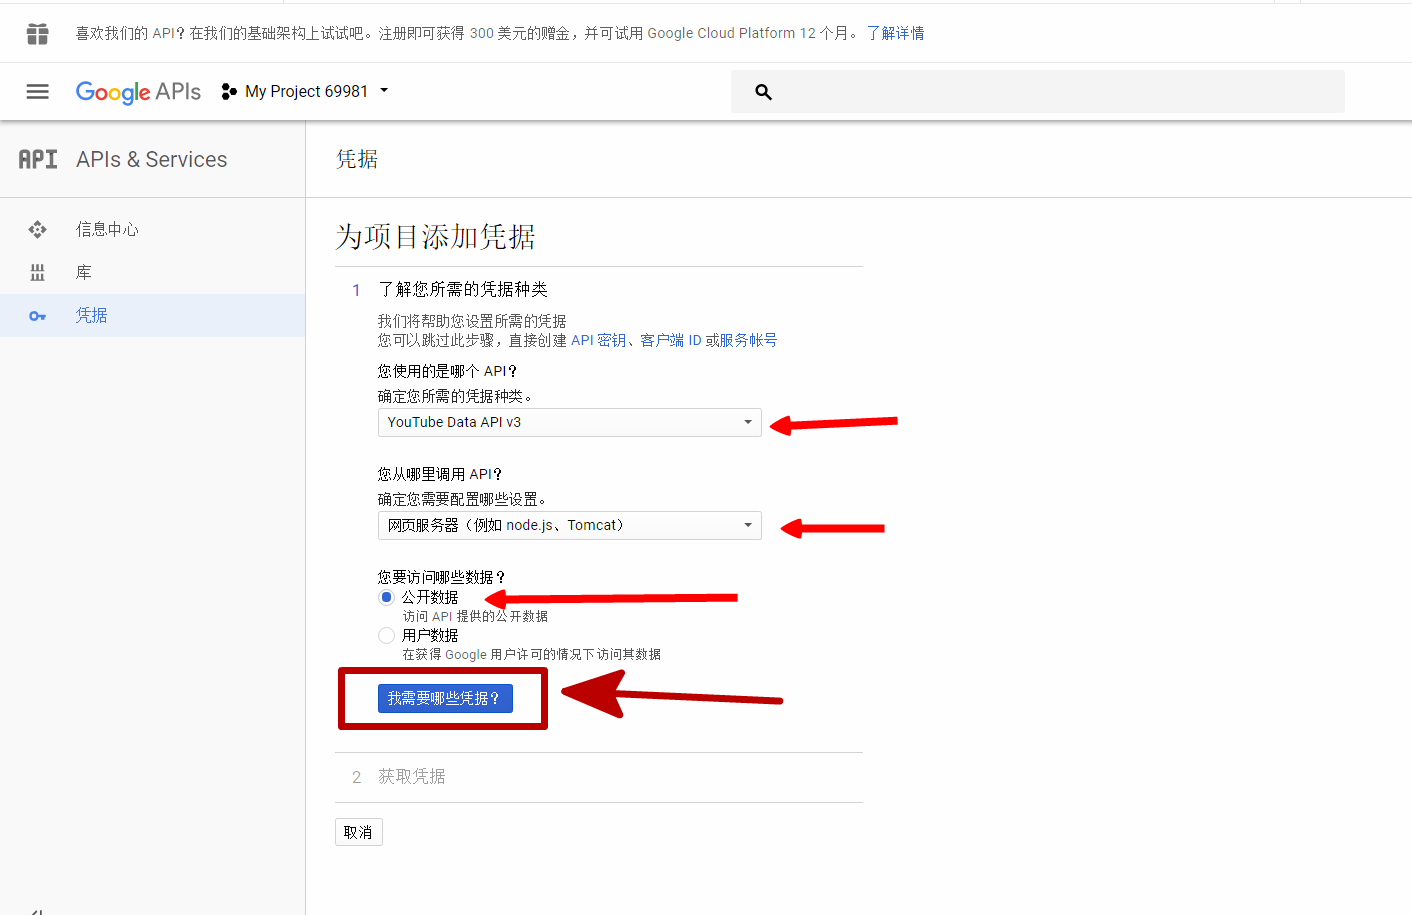 喜欢我们的 API？在我们的基础架构上试试吧。注册即可获得 300 美元的赠金，并可试用 Google Cloud Platform 12 个月。 了解详情
Google APIs My Project 69981
API APIs & Services
凭据
信息中心
库
凭据
为项目添加凭据
1 了解您所需的凭据种类
我们将帮助您设置所需的凭据
您可以跳过此步骤，直接创建 API 密钥、客户端 ID 或服务帐号
您使用的是哪个 API？
确定您所需的凭据种类。
YouTube Data API v3
您从哪里调用 API？
确定您需要配置哪些设置。
网页服务器（例如 node.js、Tomcat）
您要访问哪些数据？
公开数据
访问 API 提供的公开数据
用户数据
在获得 Google 用户许可的情况下访问其数据
我需要哪些凭据？
2 获取凭据
取消